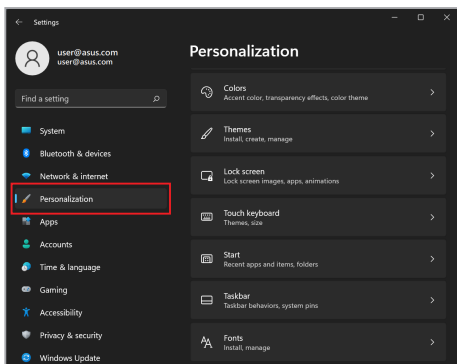 Settings
user@asus.com
user@asus.com
Find a setting
System
Bluetooth & devices
Network & internet
Personalization
Apps
Accounts
Time & language
Gaming
Accessibility
Privacy & security
Windows Update
Personalization
Colors
Accent color, transparency effects, color theme
Themes
Install, create, manage
Lock screen
Lock screen images, apps, animations
Touch keyboard
Themes, size
Start
Recent apps and items, folders
Taskbar
Taskbar behaviors, system pins
Fonts
Install, manage